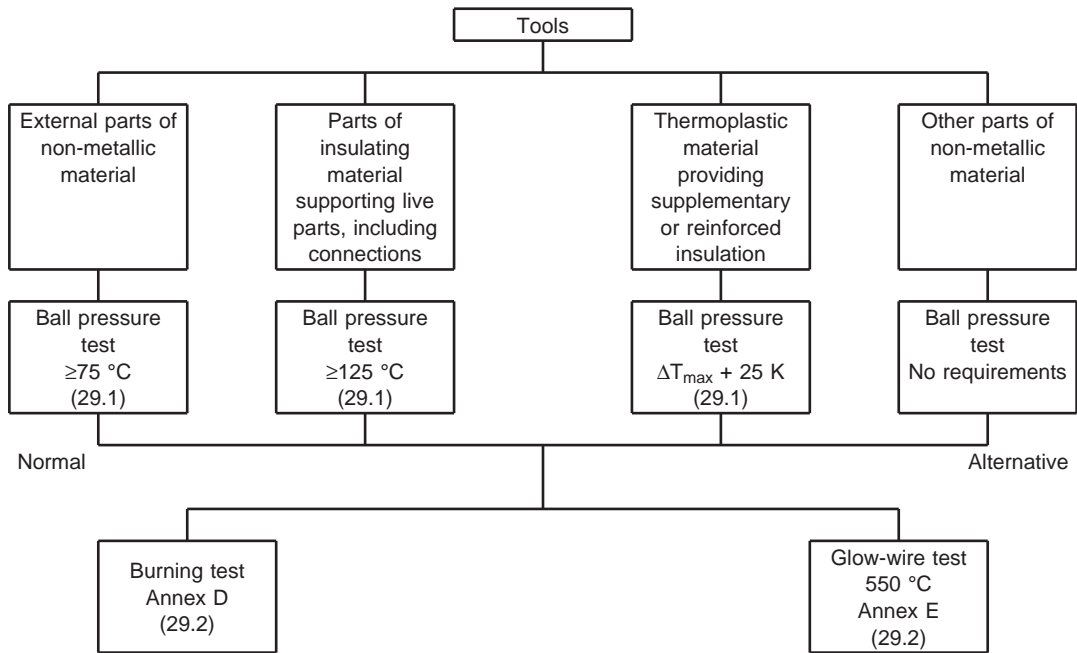 Tools
External parts of
non-metallic
material
Parts of
insulating
material
supporting live
parts, including
connections
Thermoplastic
material
providing
supplementary
or reinforced
insulation
Other parts of
non-metallic
material
Ball pressure
test
≥75 °C
(29.1)
Ball pressure
test
≥125 °C
(29.1)
Ball pressure
test
ΔTmax + 25 K
(29.1)
Ball pressure
test
No requirements
Normal
Alternative
Burning test
Annex D
(29.2)
Glow-wire test
550 °C
Annex E
(29.2)